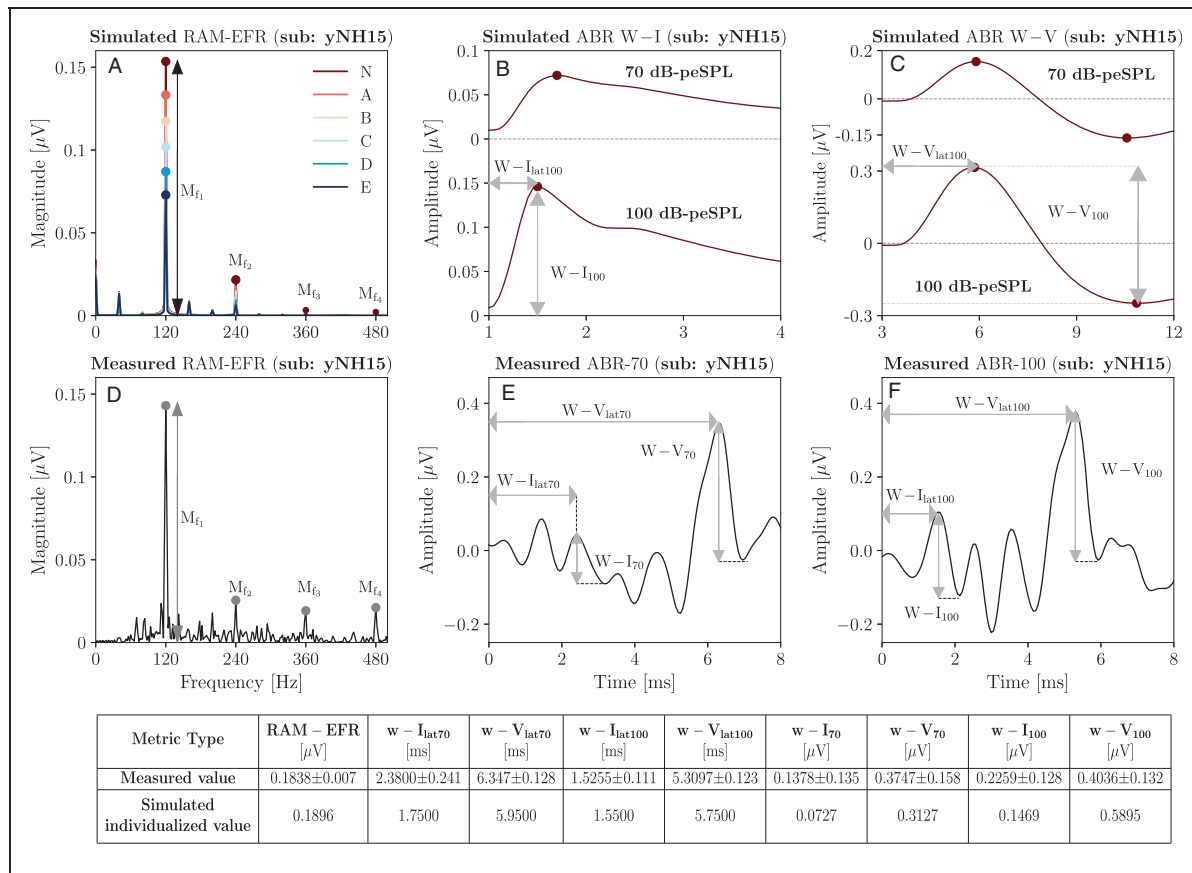 Simulated RAM-EFR (sub: yNH15)
A
Magnitude [μV]
0.15
0.1
0.05
0
N
A
B
C
D
E
M_f1
M_f2
M_f3
M_f4
0 120 240 360 480
Simulated ABR W-I (sub: yNH15)
B
Amplitude [μV]
0.1
0.05
0
0.15
0.1
0.05
0
70 dB-peSPL
W−I_lat100
100 dB-peSPL
W−I_100
1 2 3 4
Simulated ABR W-V (sub: yNH15)
C
Amplitude [μV]
0.2
0
-0.15
0.3
0
-0.3
70 dB-peSPL
W−V_lat100
W−V_100
100 dB-peSPL
3 6 9 12
Measured RAM-EFR (sub: yNH15)
D
Magnitude [μV]
0.15
0.1
0.05
0
M_f1
M_f2
M_f3
M_f4
0 120 240 360 480
Frequency [Hz]
Measured ABR-70 (sub: yNH15)
E
Amplitude [μV]
0.4
0.2
0.0
−0.2
W−V_lat70
W−V_70
W−I_lat70
W−I_70
0 2 4 6 8
Time [ms]
Measured ABR-100 (sub: yNH15)
F
Amplitude [μV]
0.4
0.2
0.0
−0.2
W−V_lat100
W−V_100
W−I_lat100
W−I_100
0 2 4 6 8
Time [ms]
Metric Type RAM − EFR [μV] w − I_lat70 [ms] w − V_lat70 [ms] w − I_lat100 [ms] w − V_lat100 [ms] w − I_70 [μV] w − V_70 [μV] w − I_100 [μV] w − V_100 [μV]
Measured value 0.1838±0.007 2.3800±0.241 6.347±0.128 1.5255±0.111 5.3097±0.123 0.1378±0.135 0.3747±0.158 0.2259±0.128 0.4036±0.132
Simulated individualized value 0.1896 1.7500 5.9500 1.5500 5.7500 0.0727 0.3127 0.1469 0.5895